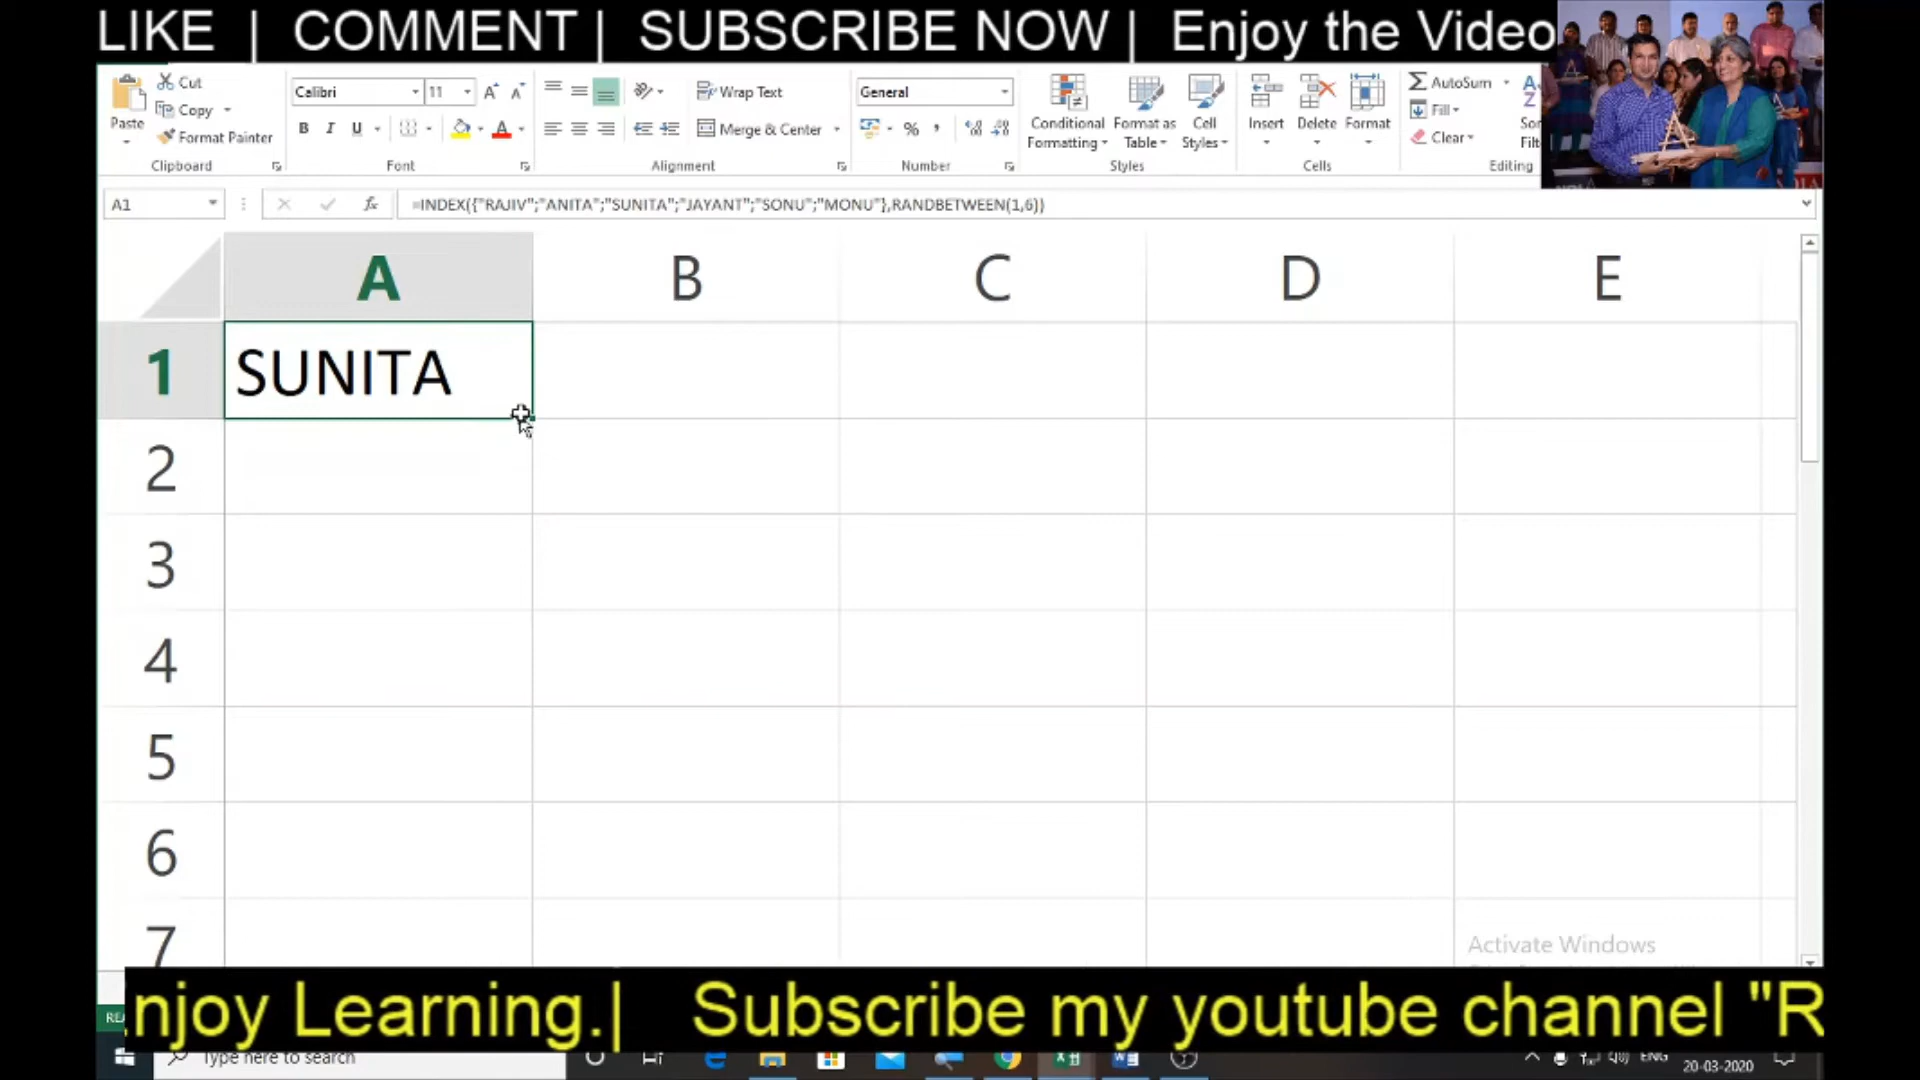 LIKE | COMMENT | SUBSCRIBE NOW | Enjoy the Video
Paste
Cut
Copy
Format Painter
Clipboard
Calibri 11
B I U
Font
Wrap Text
Merge & Center
Alignment
General
% ,
Number
Conditional Formatting
Format as Table
Cell Styles
Styles
Insert
Delete
Format
Cells
AutoSum
Fill
Clear
Editing
A1
fx
=INDEX({"RAJIV";"ANITA";"SUNITA";"JAYANT";"SONU";"MONU"},RANDBETWEEN(1,6))
A B C D E
1 SUNITA
2
3
4
5
6
7
Activate Windows
njoy Learning.| Subscribe my youtube channel "R
Type here to search
ENG
20-03-2020